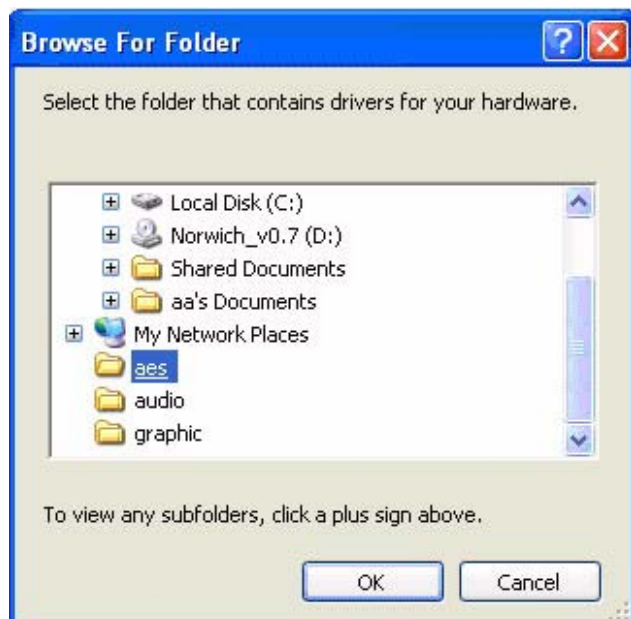 Browse For Folder
Select the folder that contains drivers for your hardware.
Local Disk (C:)
Norwich_v0.7 (D:)
Shared Documents
aa's Documents
My Network Places
aes
audio
graphic
To view any subfolders, click a plus sign above.
OK Cancel